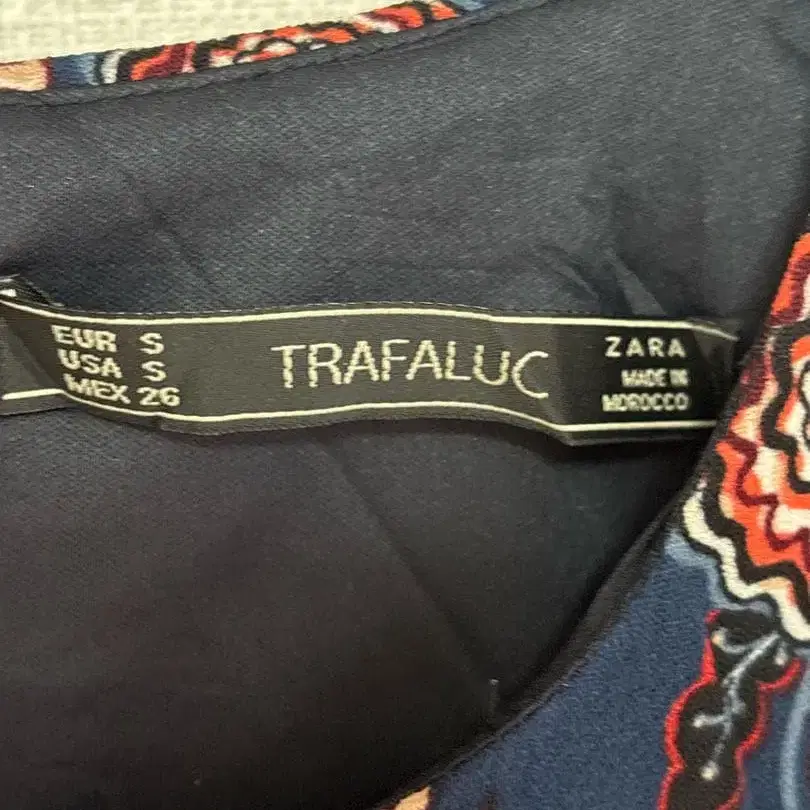 EUR S
USA S
MEX 26
TRAFALUC
ZARA
MADE IN
MOROCCO